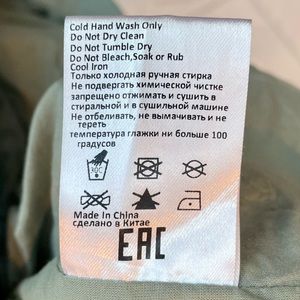 Cold Hand Wash Only
Do Not Dry Clean
Do Not Tumble Dry
Do Not Bleach,Soak or Rub
Cool Iron
Только холодная ручная стирка
Не подвергать химической чистке
запрещено отжимать и сушить в
стиральной и в сушильной машине
Не отбеливать, не вымачивать и не
тереть
температура глажки ни больше 100
градусов
30°C
Made In China
сделано в Китае
EAC